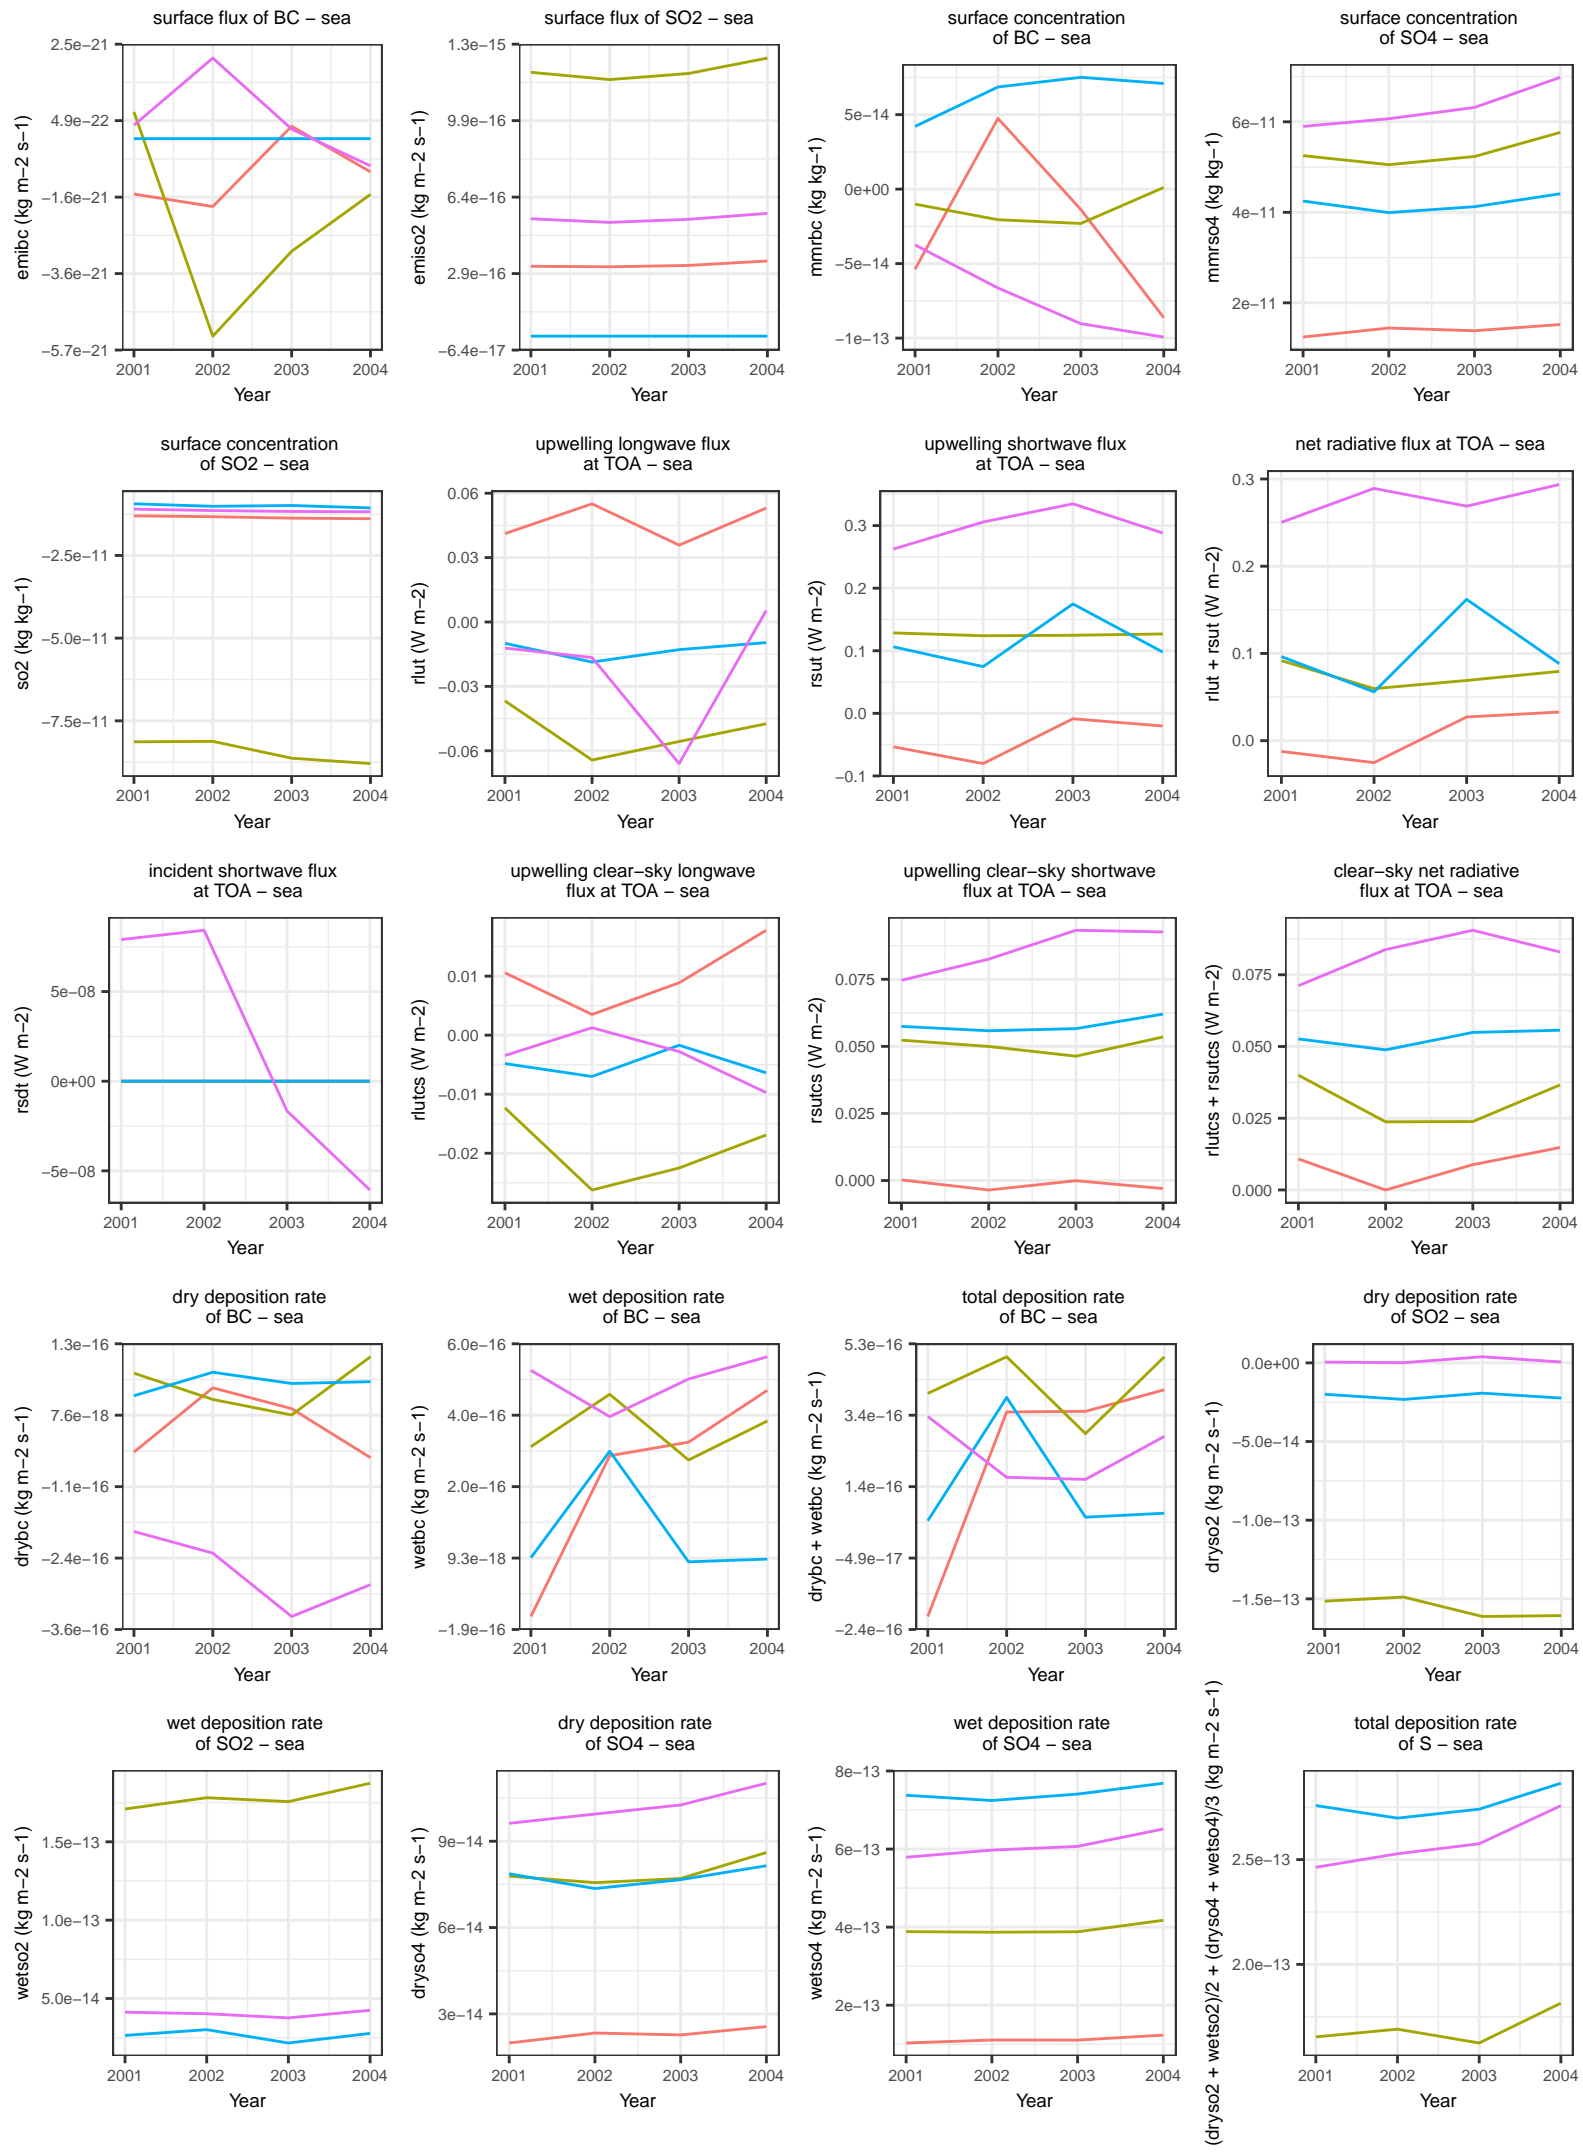 surface flux of BC − sea
2.5e−21
4.9e−22
−1.6e−21
−3.6e−21
−5.7e−21
emibc (kg m−2 s−1)
2001 2002 2003 2004
Year
surface flux of SO2 − sea
1.3e−15
9.9e−16
6.4e−16
2.9e−16
−6.4e−17
emiso2 (kg m−2 s−1)
2001 2002 2003 2004
Year
surface concentration
of BC − sea
5e−14
0e+00
−5e−14
−1e−13
mmrbc (kg kg−1)
2001 2002 2003 2004
Year
surface concentration
of SO4 − sea
6e−11
4e−11
2e−11
mmrso4 (kg kg−1)
2001 2002 2003 2004
Year
surface concentration
of SO2 − sea
−2.5e−11
−5.0e−11
−7.5e−11
so2 (kg kg−1)
2001 2002 2003 2004
Year
upwelling longwave flux
at TOA − sea
0.06
0.03
0.00
−0.03
−0.06
rlut (W m−2)
2001 2002 2003 2004
Year
upwelling shortwave flux
at TOA − sea
0.3
0.2
0.1
0.0
−0.1
rsut (W m−2)
2001 2002 2003 2004
Year
net radiative flux at TOA − sea
0.3
0.2
0.1
0.0
rlut + rsut (W m−2)
2001 2002 2003 2004
Year
incident shortwave flux
at TOA − sea
5e−08
0e+00
−5e−08
rsdt (W m−2)
2001 2002 2003 2004
Year
upwelling clear−sky longwave
flux at TOA − sea
0.01
0.00
−0.01
−0.02
rlutcs (W m−2)
2001 2002 2003 2004
Year
upwelling clear−sky shortwave
flux at TOA − sea
0.075
0.050
0.025
0.000
rsutcs (W m−2)
2001 2002 2003 2004
Year
clear−sky net radiative
flux at TOA − sea
0.075
0.050
0.025
0.000
rlutcs + rsutcs (W m−2)
2001 2002 2003 2004
Year
dry deposition rate
of BC − sea
1.3e−16
7.6e−18
−1.1e−16
−2.4e−16
−3.6e−16
drybc (kg m−2 s−1)
2001 2002 2003 2004
Year
wet deposition rate
of BC − sea
6.0e−16
4.0e−16
2.0e−16
9.3e−18
−1.9e−16
wetbc (kg m−2 s−1)
2001 2002 2003 2004
Year
total deposition rate
of BC − sea
5.3e−16
3.4e−16
1.4e−16
−4.9e−17
−2.4e−16
drybc + wetbc (kg m−2 s−1)
2001 2002 2003 2004
Year
dry deposition rate
of SO2 − sea
0.0e+00
−5.0e−14
−1.0e−13
−1.5e−13
dryso2 (kg m−2 s−1)
2001 2002 2003 2004
Year
wet deposition rate
of SO2 − sea
1.5e−13
1.0e−13
5.0e−14
wetso2 (kg m−2 s−1)
2001 2002 2003 2004
Year
dry deposition rate
of SO4 − sea
9e−14
6e−14
3e−14
dryso4 (kg m−2 s−1)
2001 2002 2003 2004
Year
wet deposition rate
of SO4 − sea
8e−13
6e−13
4e−13
2e−13
wetso4 (kg m−2 s−1)
2001 2002 2003 2004
Year
total deposition rate
of S − sea
2.5e−13
2.0e−13
(dryso2 + wetso2)/2 + (dryso4 + wetso4)/3 (kg m−2 s−1)
2001 2002 2003 2004
Year